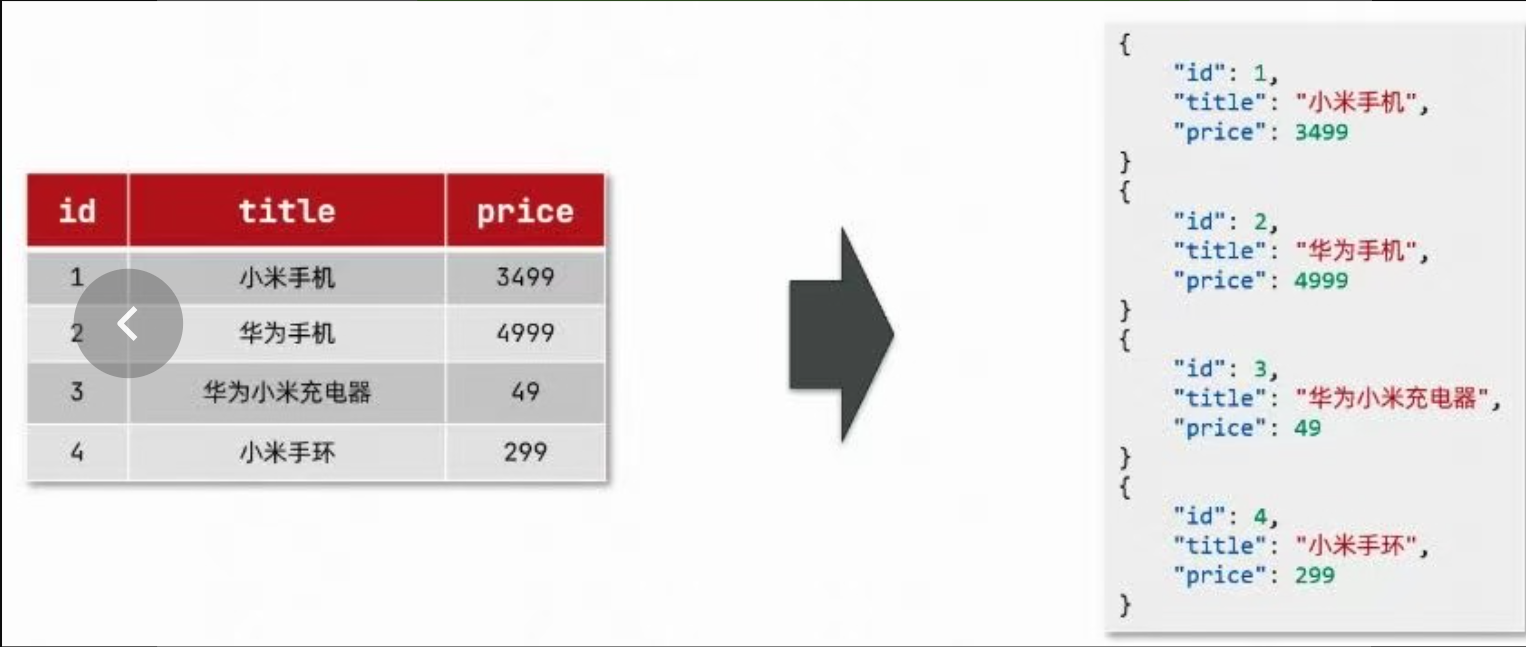 id title price
1 小米手机 3499
2 华为手机 4999
3 华为小米充电器 49
4 小米手环 299
{
"id": 1,
"title": "小米手机",
"price": 3499
}
{
"id": 2,
"title": "华为手机",
"price": 4999
}
{
"id": 3,
"title": "华为小米充电器",
"price": 49
}
{
"id": 4,
"title": "小米手环",
"price": 299
}